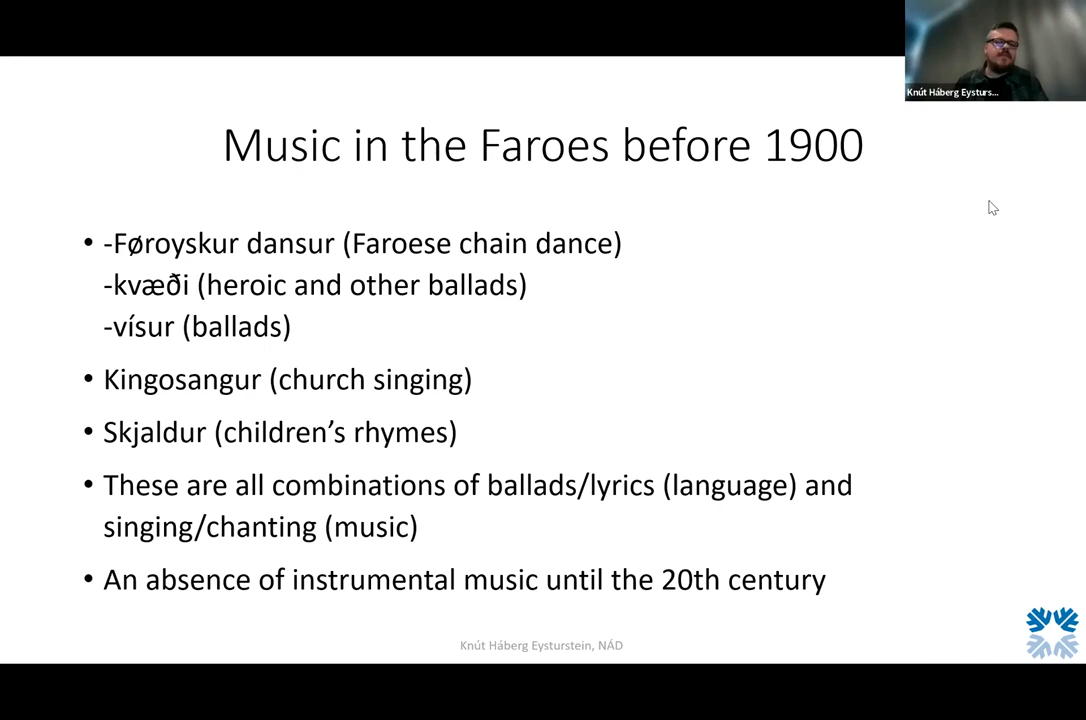 Knút Háberg Eysturs...
Music in the Faroes before 1900
• -Føroyskur dansur (Faroese chain dance)
-kvæði (heroic and other ballads)
-vísur (ballads)
• Kingosangur (church singing)
• Skjaldur (children’s rhymes)
• These are all combinations of ballads/lyrics (language) and
singing/chanting (music)
• An absence of instrumental music until the 20th century
Knút Háberg Eysturstein, NÁD